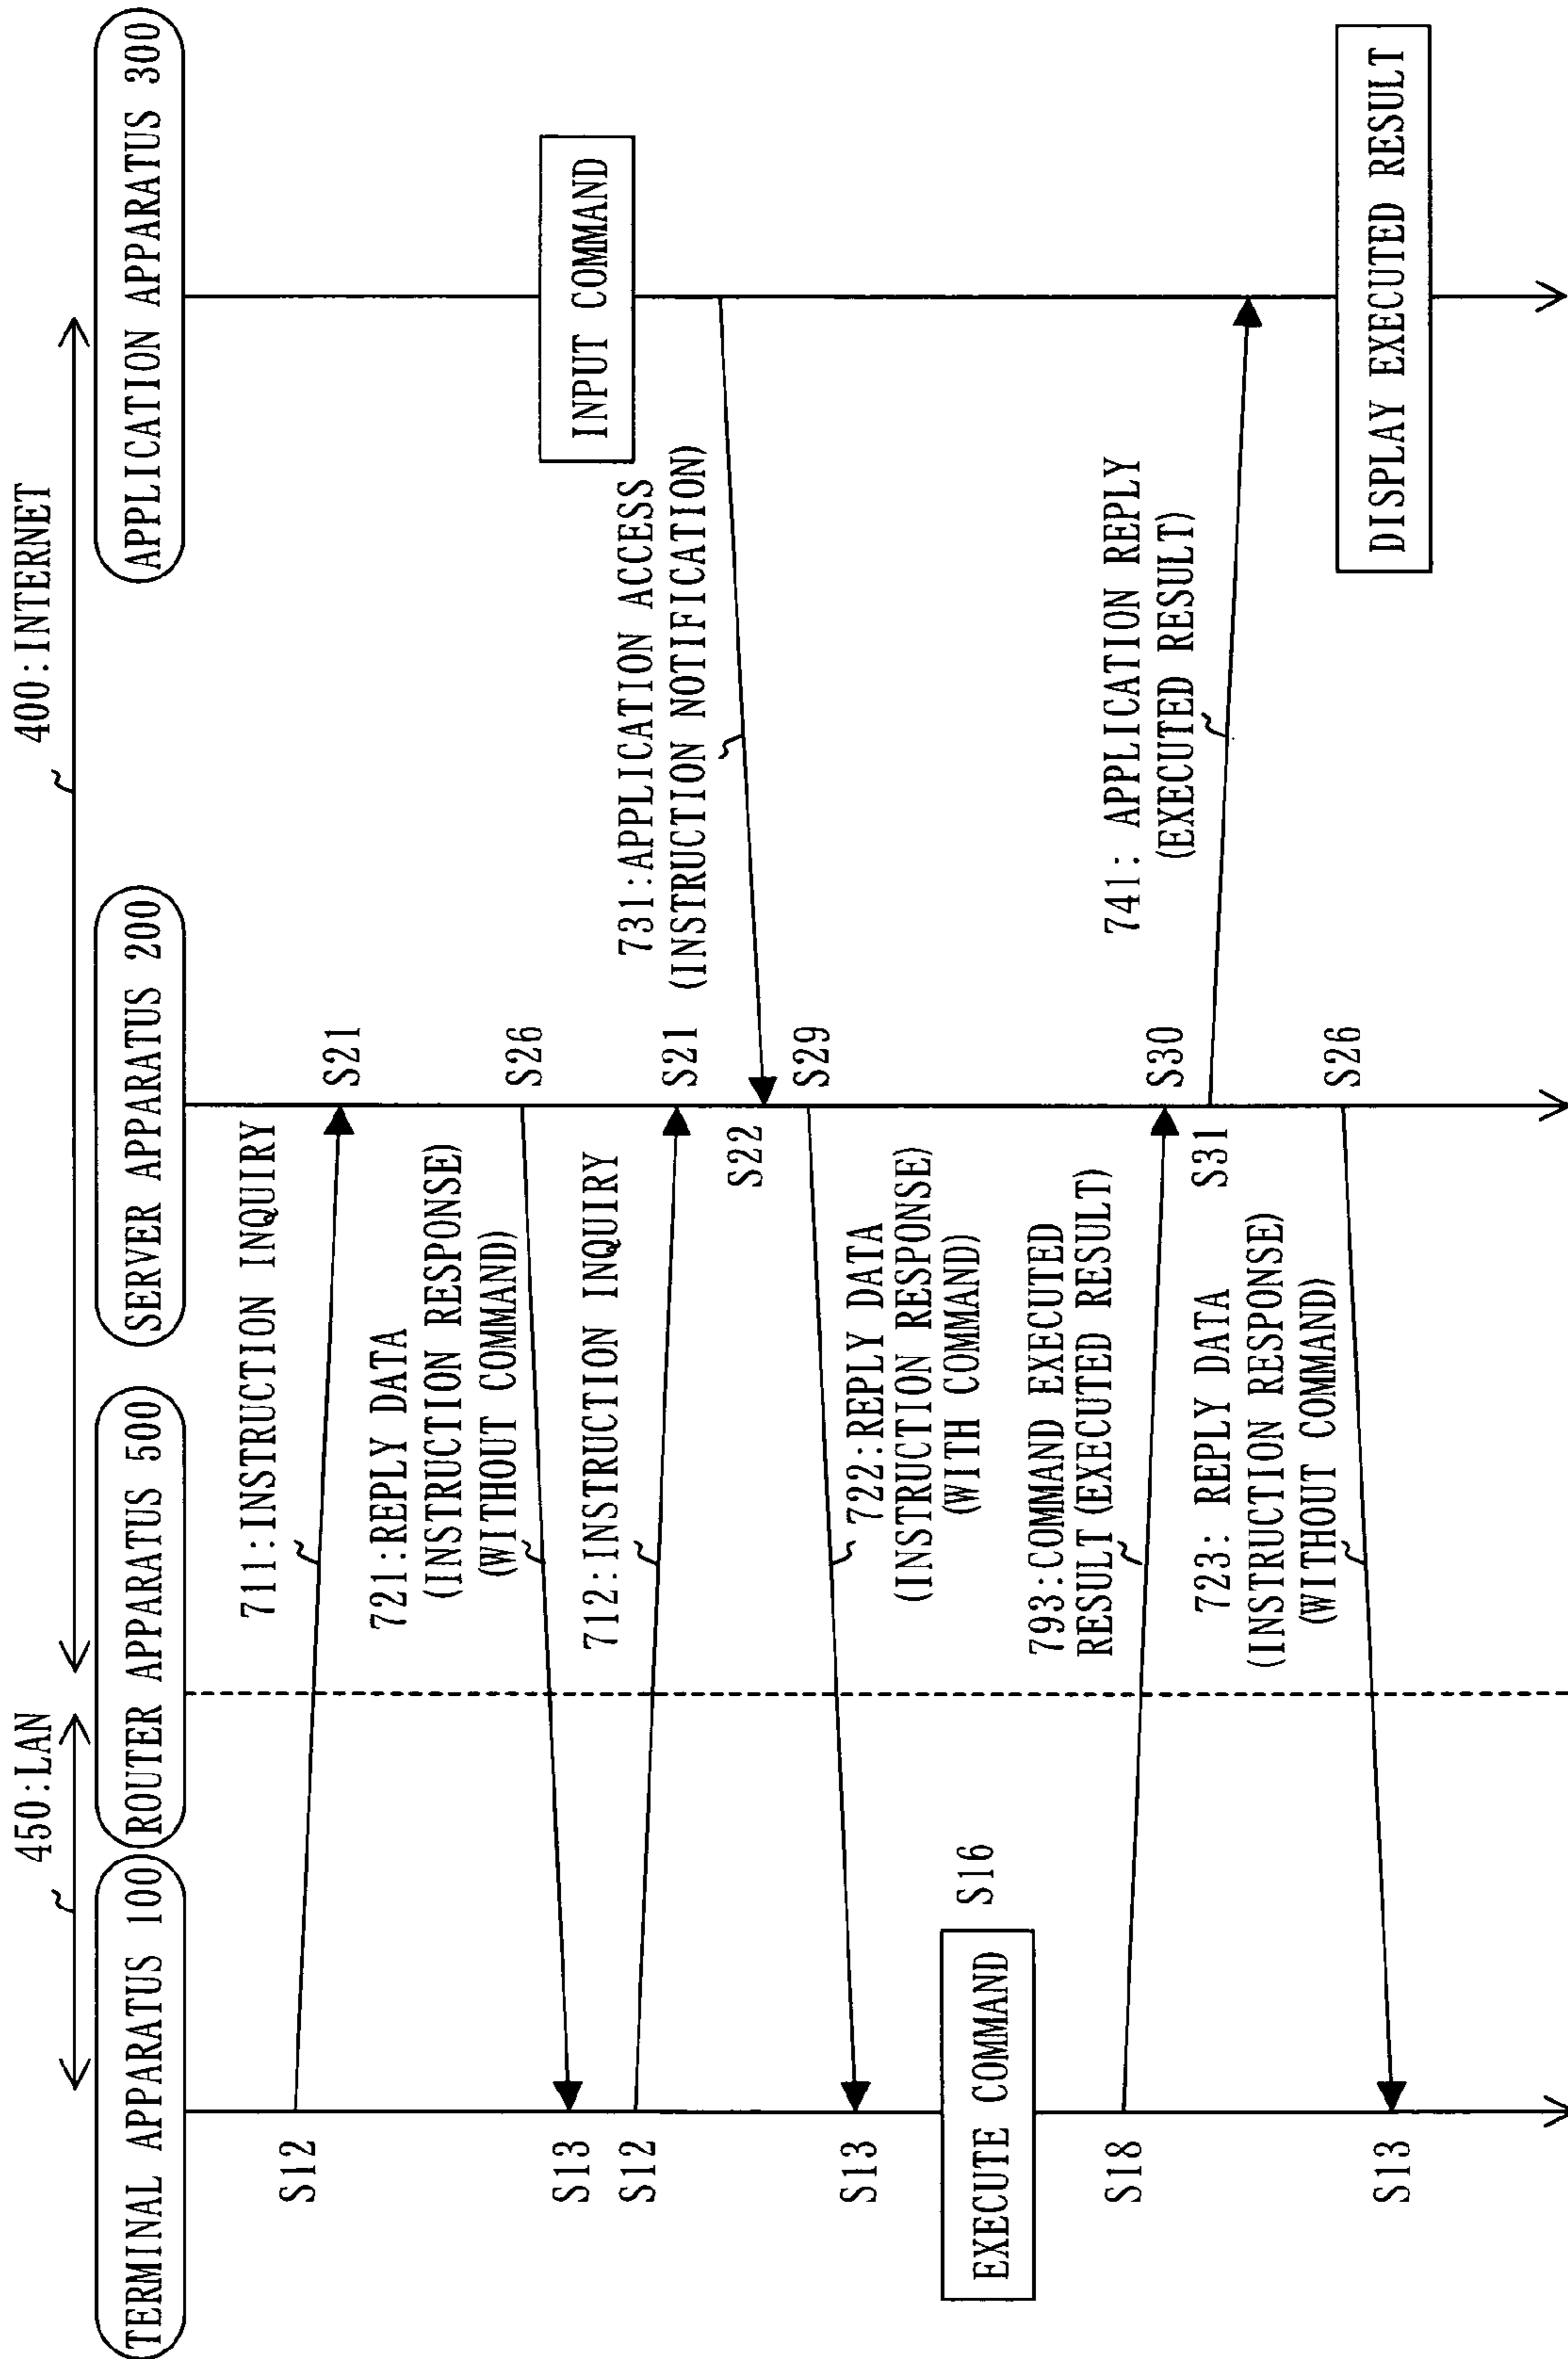 450:LAN
400:INTERNET
TERMINAL APPARATUS 100
ROUTER APPARATUS 500
SERVER APPARATUS 200
APPLICATION APPARATUS 300
S12
711:INSTRUCTION INQUIRY
S21
721:REPLY DATA
(INSTRUCTION RESPONSE)
(WITHOUT COMMAND)
S26
S13
INPUT COMMAND
S12
712:INSTRUCTION INQUIRY
S21
731:APPLICATION ACCESS
(INSTRUCTION NOTIFICATION)
S22
S29
722:REPLY DATA
(INSTRUCTION RESPONSE)
(WITH COMMAND)
S13
EXECUTE COMMAND
S16
S18
793:COMMAND EXECUTED
RESULT(EXECUTED RESULT)
S30
741: APPLICATION REPLY
(EXECUTED RESULT)
S31
723: REPLY DATA
(INSTRUCTION RESPONSE)
(WITHOUT COMMAND)
S26
S13
DISPLAY EXECUTED RESULT